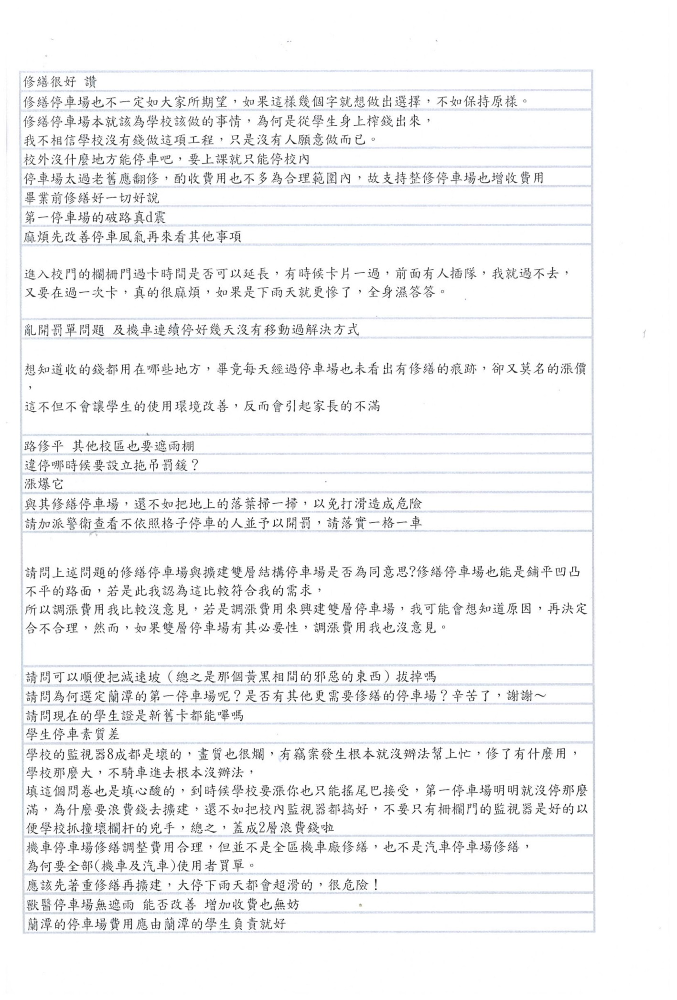 修繕很好 讚
修繕停車場也不一定如大家所期望，如果這樣幾個字就想做出選擇，不如保持原樣。
修繕停車場本就該為學校該做的事情，為何是從學生身上榨錢出來，
我不相信學校沒有錢做這項工程，只是沒有人願意做而已。
校外沒什麼地方能停車吧，要上課就只能停校內
停車場太過老舊應翻修，酌收費用也不多為合理範圍內，故支持整修停車場也增收費用
畢業前修繕好一切好說
第一停車場的破路真d震
麻煩先改善停車風氣再來看其他事項
進入校門的欄柵門過卡時間是否可以延長，有時候卡片一過，前面有人插隊，我就過不去，
又要在過一次卡，真的很麻煩，如果是下雨天就更慘了，全身濕答答。
亂開罰單問題 及機車連續停好幾天沒有移動過解決方式
想知道收的錢都用在哪些地方，畢竟每天經過停車場也未看出有修繕的痕跡，卻又莫名的漲價
，
這不但不會讓學生的使用環境改善，反而會引起家長的不滿
路修平 其他校區也要遮雨棚
違停哪時候要設立拖吊罰鍰？
漲爆它
與其修繕停車場，還不如把地上的落葉掃一掃，以免打滑造成危險
請加派警衛查看不依照格子停車的人並予以開罰，請落實一格一車
請問上述問題的修繕停車場與擴建雙層結構停車場是否為同意思?修繕停車場也能是鋪平凹凸
不平的路面，若是此我認為這比較符合我的需求，
所以調漲費用我比較沒意見，若是調漲費用來興建雙層停車場，我可能會想知道原因，再決定
合不合理，然而，如果雙層停車場有其必要性，調漲費用我也沒意見。
請問可以順便把減速坡（總之是那個黃黑相間的邪惡的東西）拔掉嗎
請問為何選定蘭潭的第一停車場呢？是否有其他更需要修繕的停車場？辛苦了，謝謝～
請問現在的學生證是新舊卡都能嗶嗎
學生停車素質差
學校的監視器8成都是壞的，畫質也很爛，有竊案發生根本就沒辦法幫上忙，修了有什麼用，
學校那麼大，不騎車進去根本沒辦法，
填這個問卷也是填心酸的，到時候學校要漲你也只能搖尾巴接受，第一停車場明明就沒停那麼
滿，為什麼要浪費錢去擴建，還不如把校內監視器都搞好，不要只有柵欄門的監視器是好的以
便學校抓撞壞欄杆的兇手，總之，蓋成2層浪費錢啦
機車停車場修繕調整費用合理，但並不是全區機車廠修繕，也不是汽車停車場修繕，
為何要全部(機車及汽車)使用者買單。
應該先著重修繕再擴建，大停下雨天都會超滑的，很危險！
獸醫停車場無遮雨 能否改善 增加收費也無妨
蘭潭的停車場費用應由蘭潭的學生負責就好